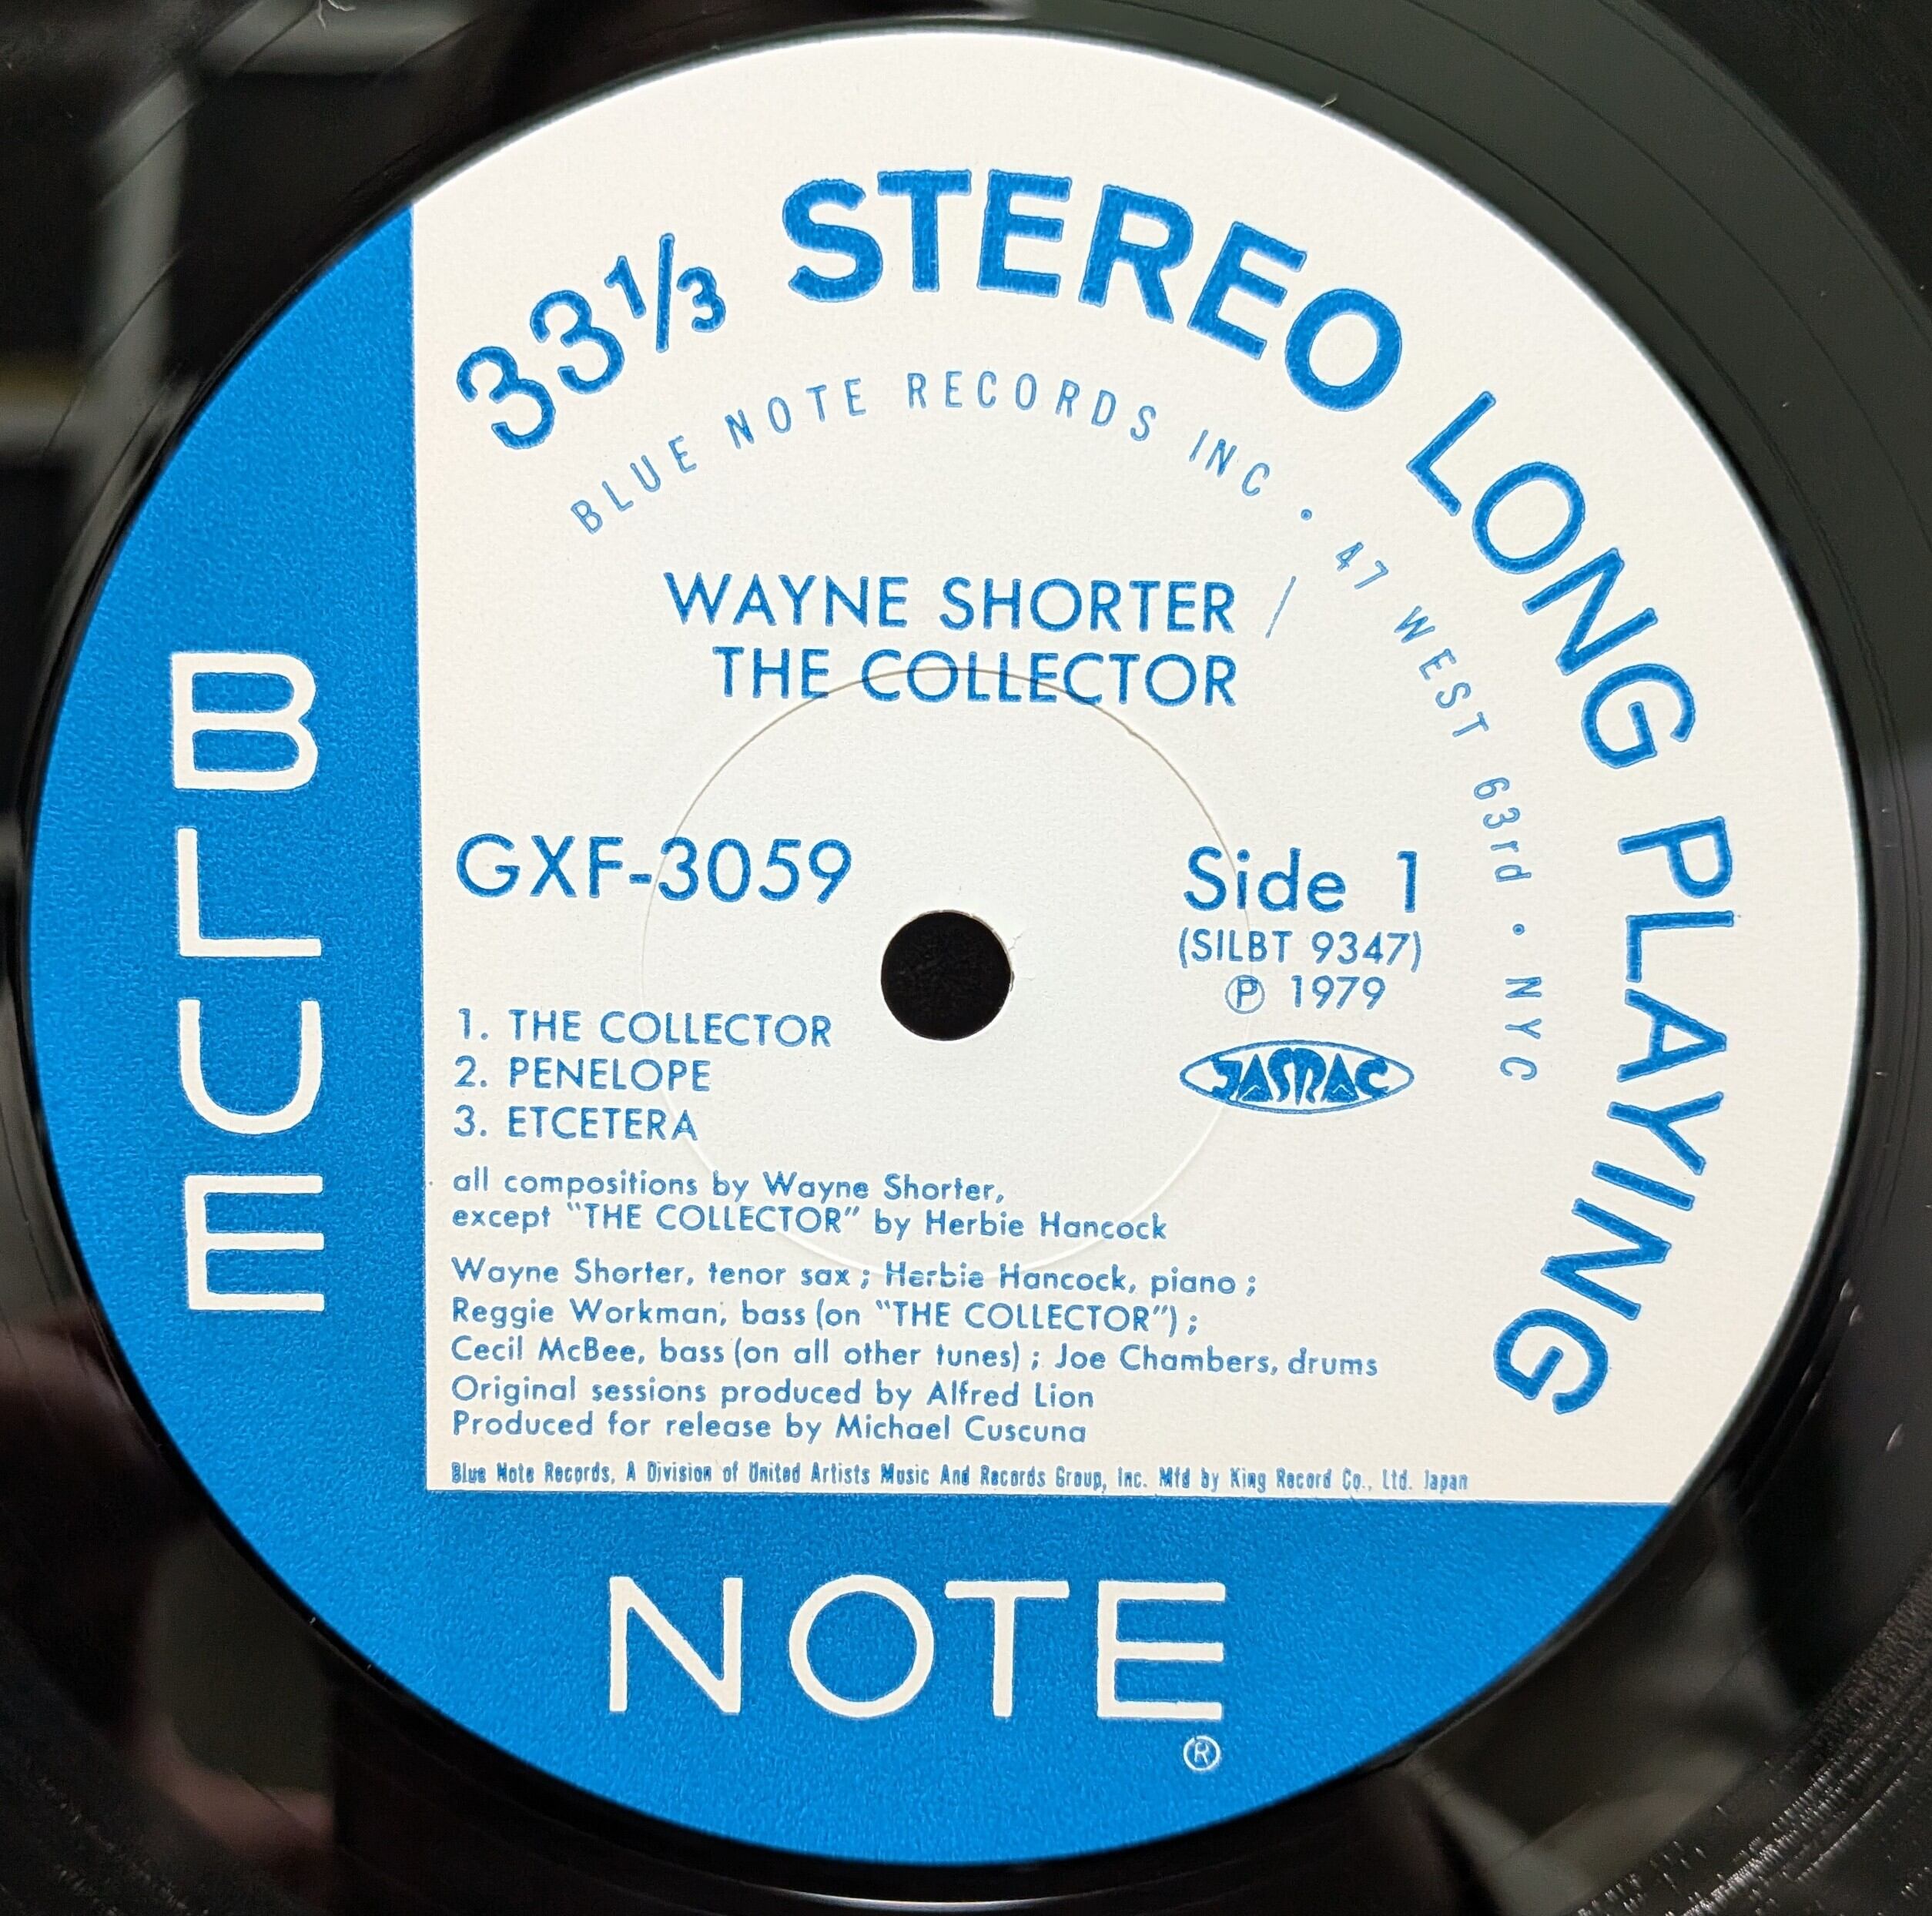 33⅓ STEREO LONG PLAYING
BLUE NOTE RECORDS INC • 47 WEST 63rd • NYC
WAYNE SHORTER /
THE COLLECTOR
GXF-3059
Side 1
(SILBT 9347)
℗ 1979
JASRAC
1. THE COLLECTOR
2. PENELOPE
3. ETCETERA
all compositions by Wayne Shorter,
except "THE COLLECTOR" by Herbie Hancock
Wayne Shorter, tenor sax ; Herbie Hancock, piano ;
Reggie Workman, bass (on "THE COLLECTOR") ;
Cecil McBee, bass (on all other tunes) ; Joe Chambers, drums
Original sessions produced by Alfred Lion
Produced for release by Michael Cuscuna
Blue Note Records, A Division of United Artists Music And Records Group, Inc. Mfd by King Record Co., Ltd. Japan
BLUE
NOTE
®